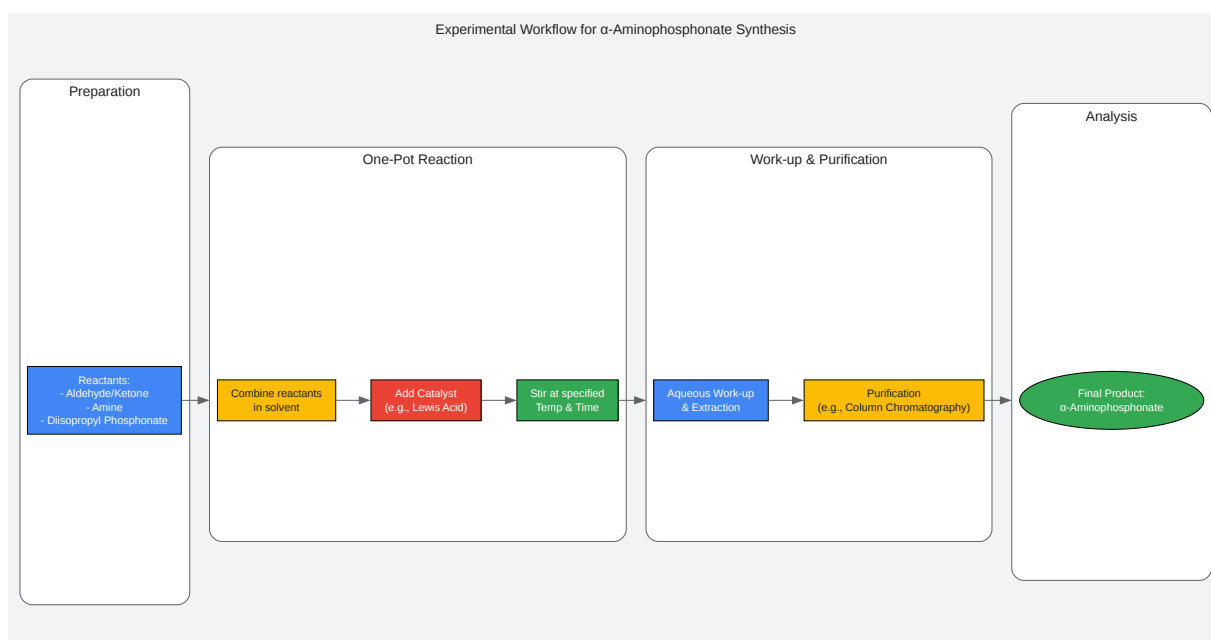 Experimental Workflow for α-Aminophosphonate Synthesis
Preparation
Reactants:
- Aldehyde/Ketone
- Amine
- Diisopropyl Phosphonate
One-Pot Reaction
Combine reactants
in solvent
Add Catalyst
(e.g., Lewis Acid)
Stir at specified
Temp & Time
Work-up & Purification
Aqueous Work-up
& Extraction
Purification
(e.g., Column Chromatography)
Analysis
Final Product:
α-Aminophosphonate